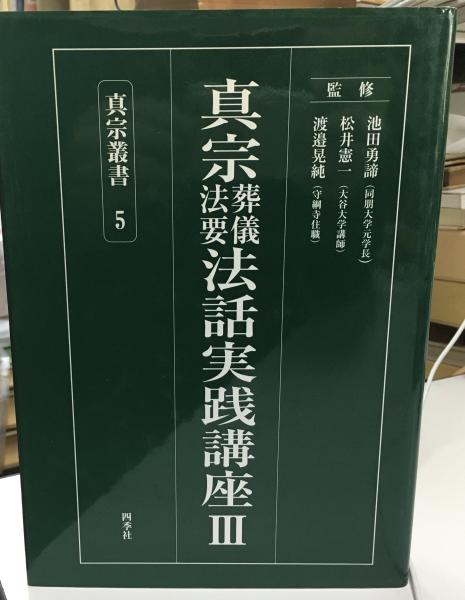 監修
池田勇諦(同朋大学元学長)
松井憲一(大谷大学講師)
渡邉晃純(守綱寺住職)
真宗葬儀法要法話実践講座III
真宗叢書 5
四季社